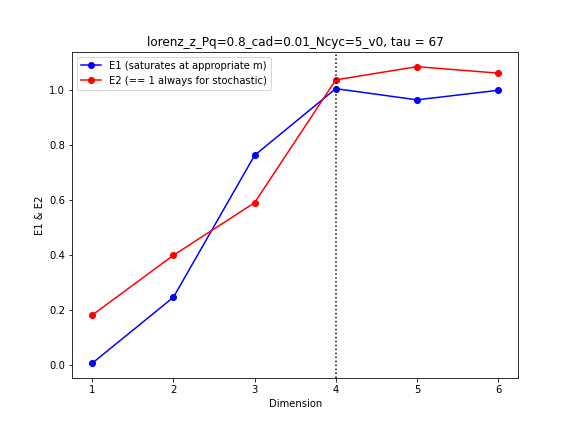 lorenz_z_Pq=0.8_cad=0.01_Ncyc=5_v0, tau = 67
E1 (saturates at appropriate m)
E2 (== 1 always for stochastic)
E1 & E2
1.0
0.8
0.6
0.4
0.2
0.0
1 2 3 4 5 6
Dimension